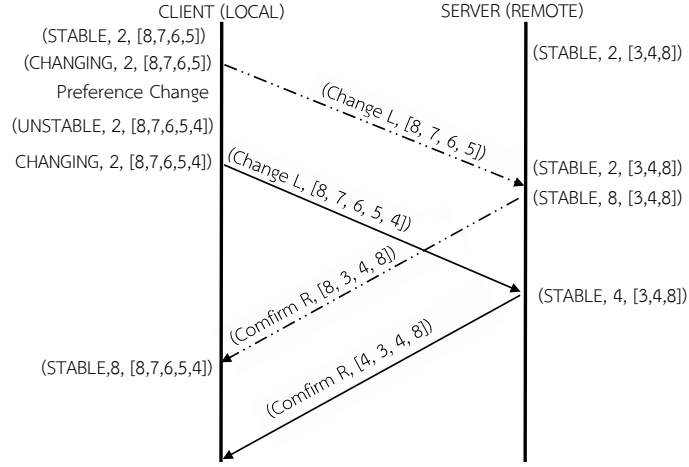 CLIENT (LOCAL)
SERVER (REMOTE)
(STABLE, 2, [8,7,6,5])
(STABLE, 2, [3,4,8])
(CHANGING, 2, [8,7,6,5])
Preference Change
(Change L, [8, 7, 6, 5])
(UNSTABLE, 2, [8,7,6,5,4])
CHANGING, 2, [8,7,6,5,4])
(Change L, [8, 7, 6, 5, 4])
(STABLE, 2, [3,4,8])
(STABLE, 8, [3,4,8])
(Comfirm R, [8, 3, 4, 8])
(STABLE, 4, [3,4,8])
(STABLE,8, [8,7,6,5,4])
(Comfirm R, [4, 3, 4, 8])